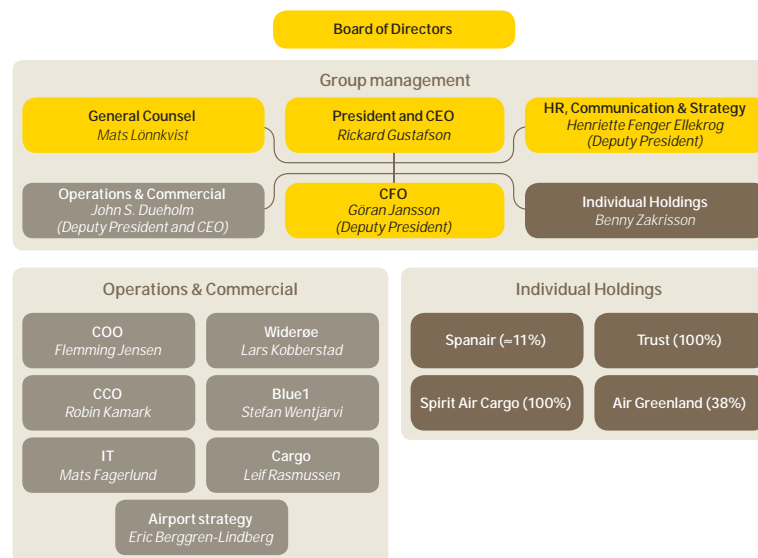 Board of Directors
Group management
General Counsel
Mats Lönnkvist
President and CEO
Rickard Gustafson
HR, Communication & Strategy
Henriette Fenger Ellekrog
(Deputy President)
Operations & Commercial
John S. Dueholm
(Deputy President and CEO)
CFO
Göran Jansson
(Deputy President)
Individual Holdings
Benny Zakrisson
Operations & Commercial
COO
Flemming Jensen
Widerøe
Lars Kobberstad
CCO
Robin Kamark
Blue1
Stefan Wentjärvi
IT
Mats Fagerlund
Cargo
Leif Rasmussen
Airport strategy
Eric Berggren-Lindberg
Individual Holdings
Spanair (≈11%)
Trust (100%)
Spirit Air Cargo (100%)
Air Greenland (38%)